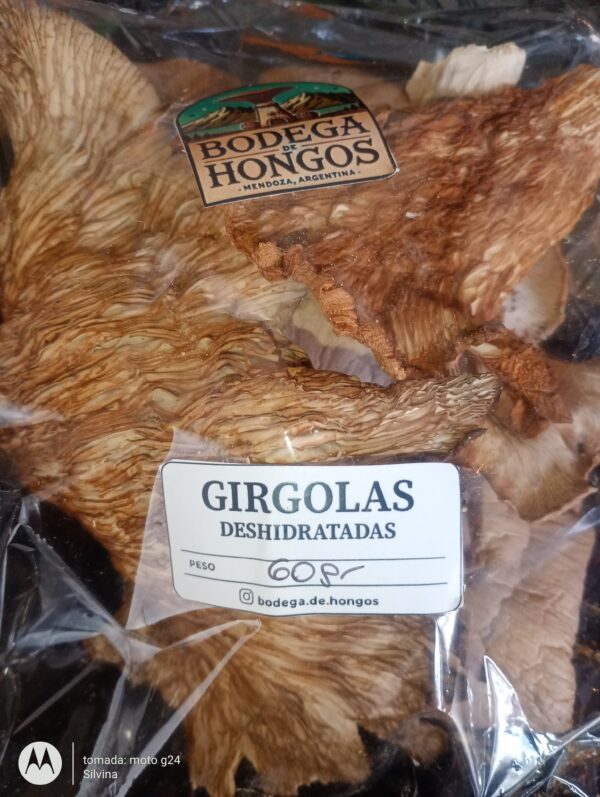 BODEGA
DE
HONGOS
- MENDOZA, ARGENTINA -
GIRGOLAS
DESHIDRATADAS
PESO 60gr
bodega.de.hongos
tomada: moto g24
Silvina